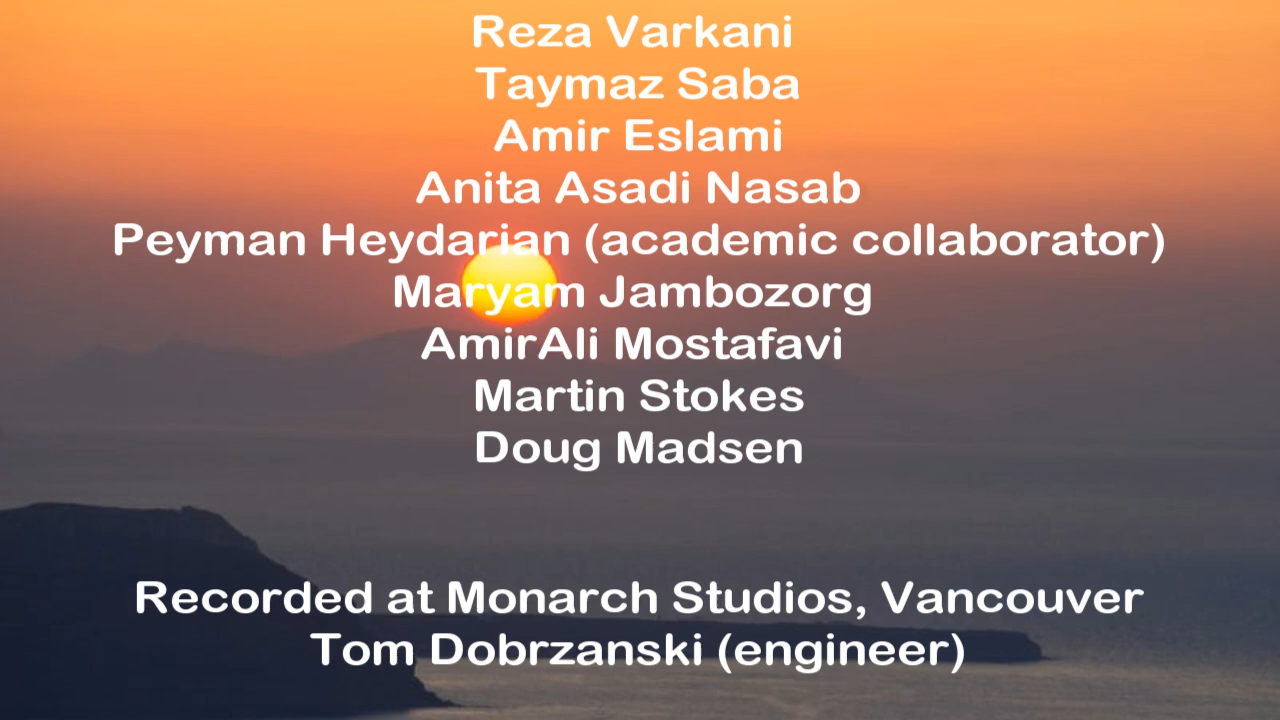 Reza Varkani
Taymaz Saba
Amir Eslami
Anita Asadi Nasab
Peyman Heydarian (academic collaborator)
Maryam Jambozorg
AmirAli Mostafavi
Martin Stokes
Doug Madsen
Recorded at Monarch Studios, Vancouver
Tom Dobrzanski (engineer)